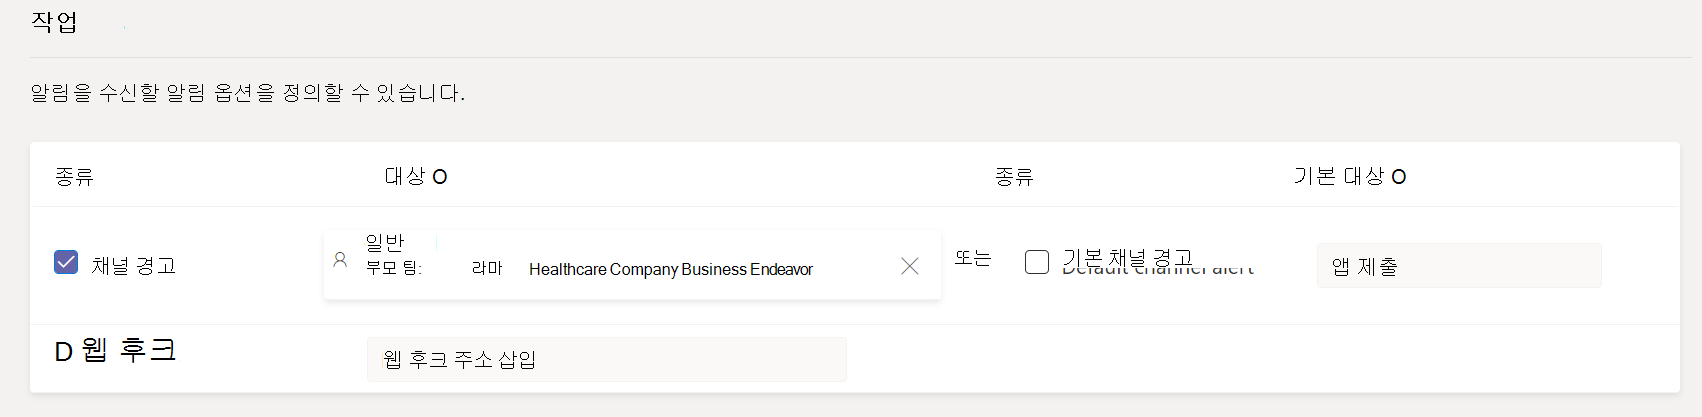 작업
알림을 수신할 알림 옵션을 정의할 수 있습니다.
종류 대상 O 종류 기본 대상 O
채널 경고
일반
부모 팀: 라마 Healthcare Company Business Endeavor
또는
기본 채널 경고
Default channel alert
앱 제출
D 웹 후크
웹 후크 주소 삽입